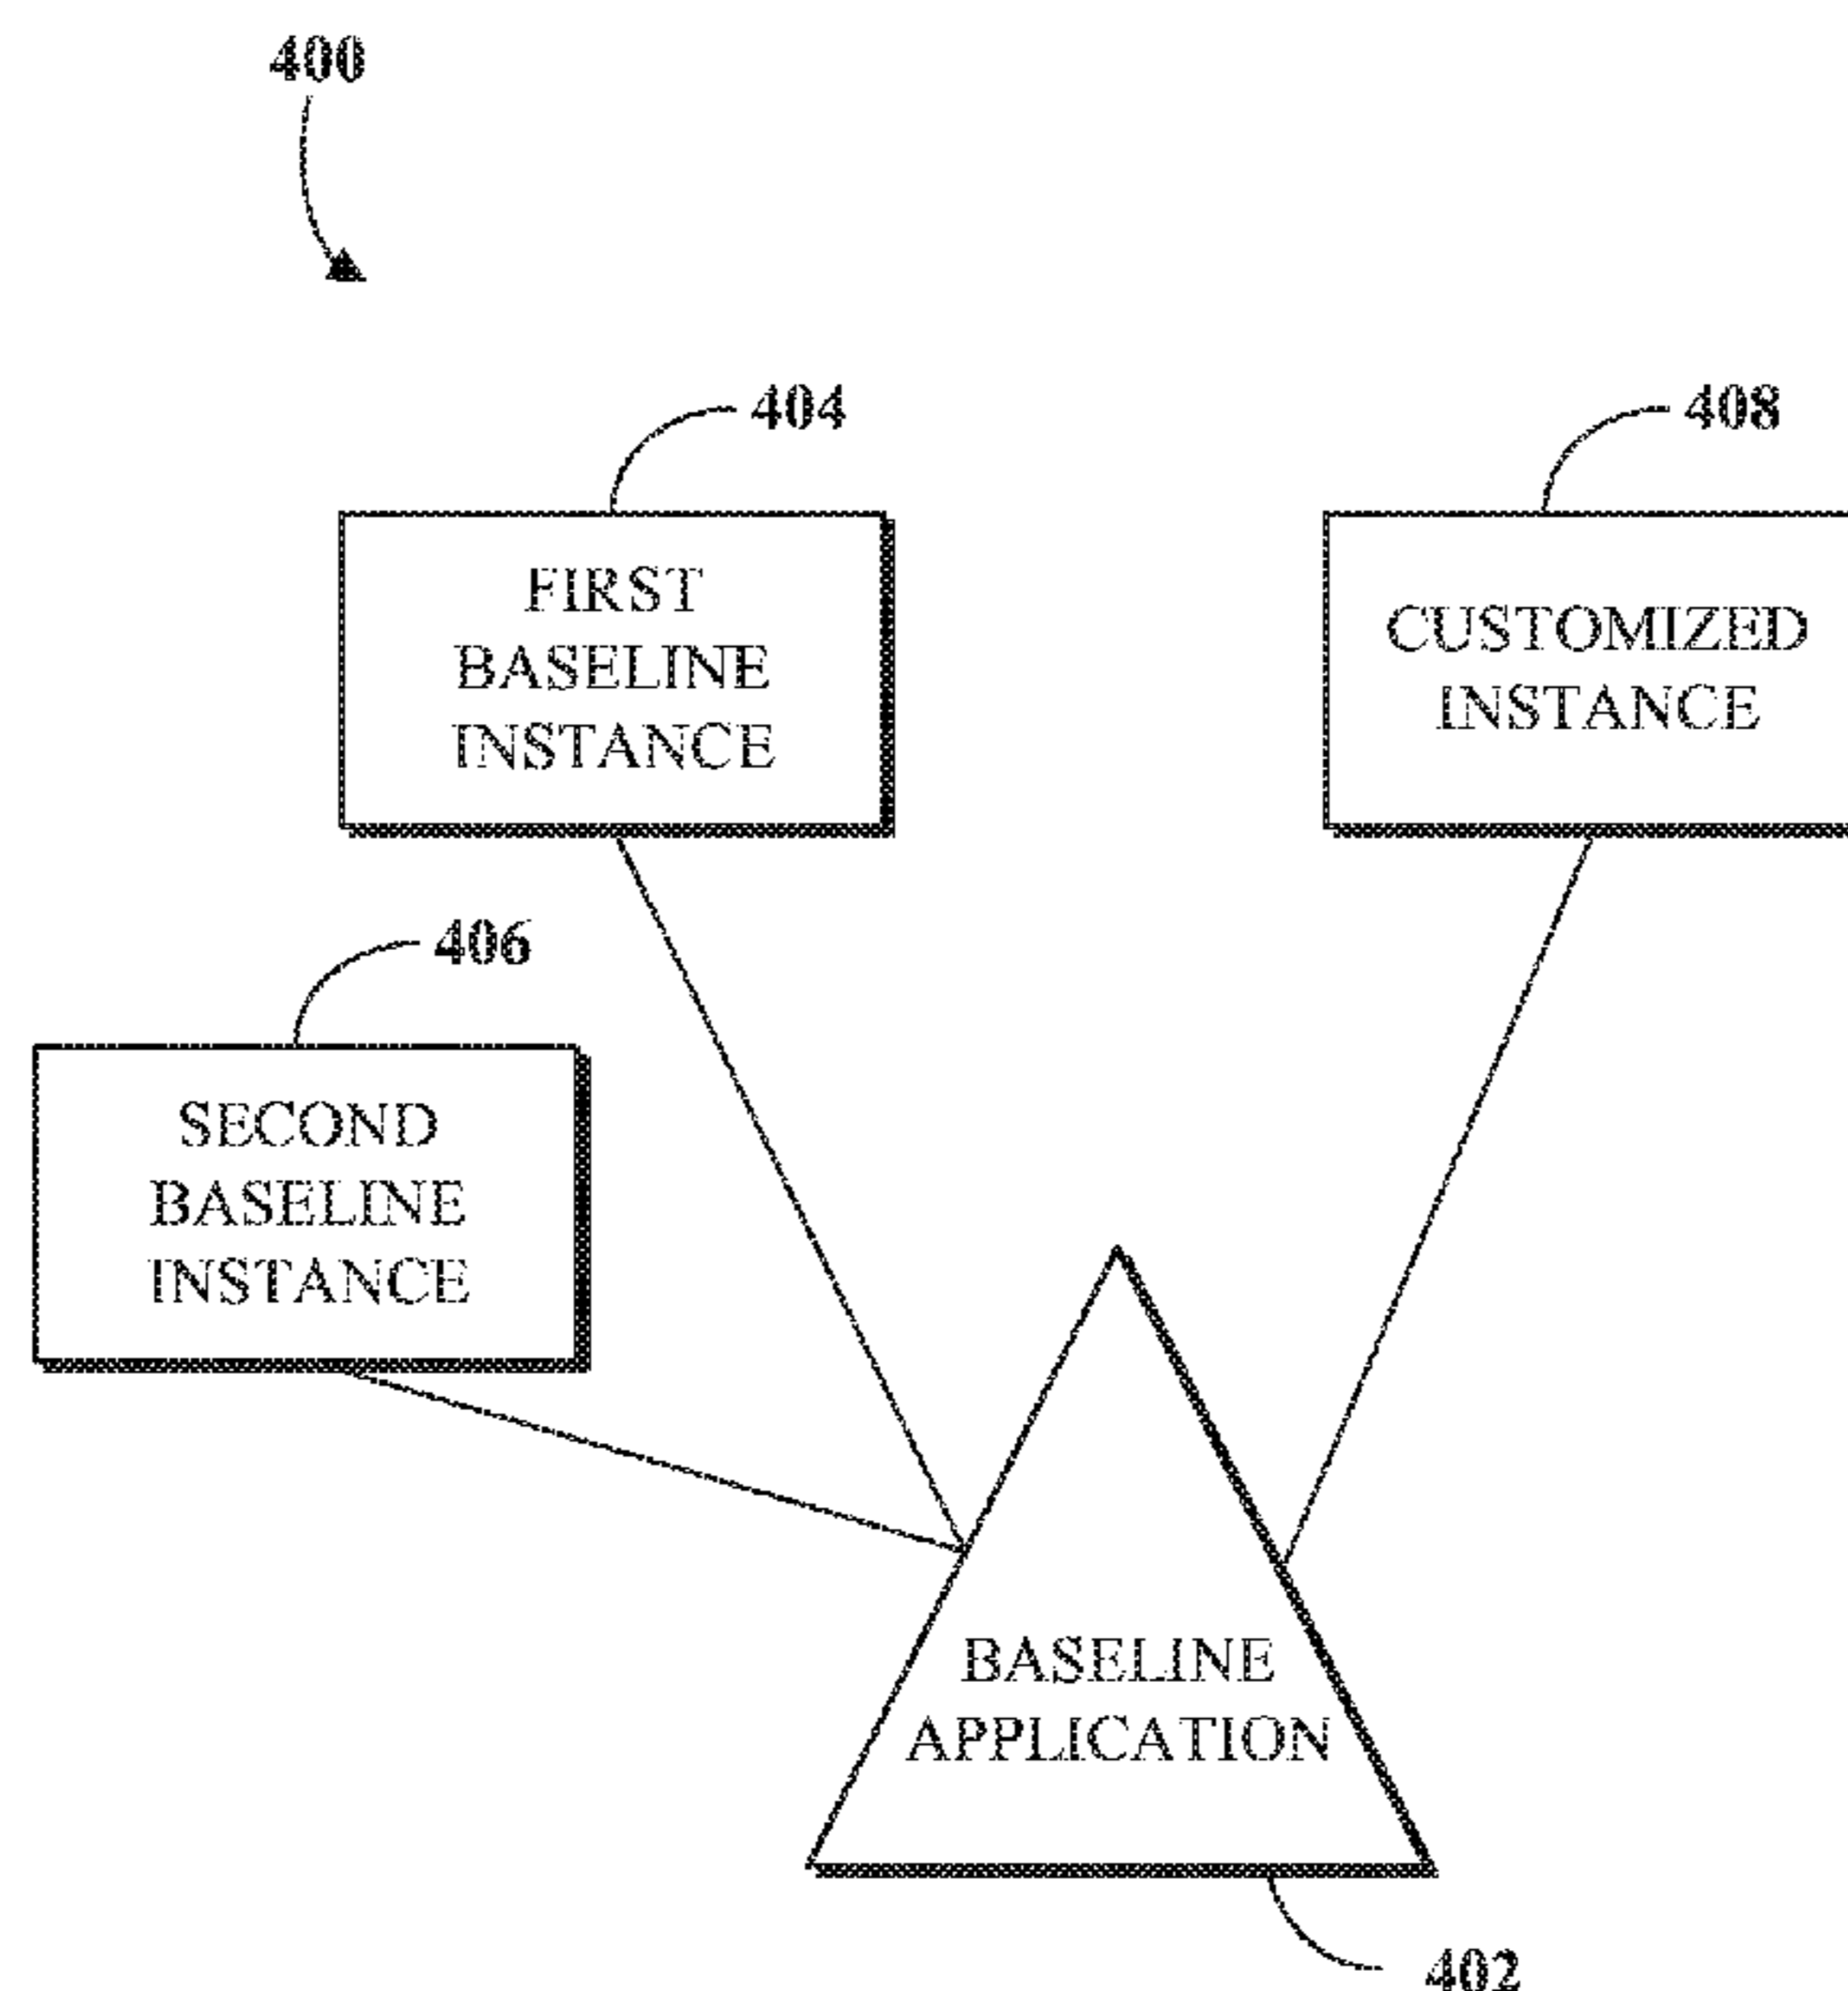 400
404
408
FIRST
BASELINE
INSTANCE
CUSTOMIZED
INSTANCE
406
SECOND
BASELINE
INSTANCE
BASELINE
APPLICATION
402